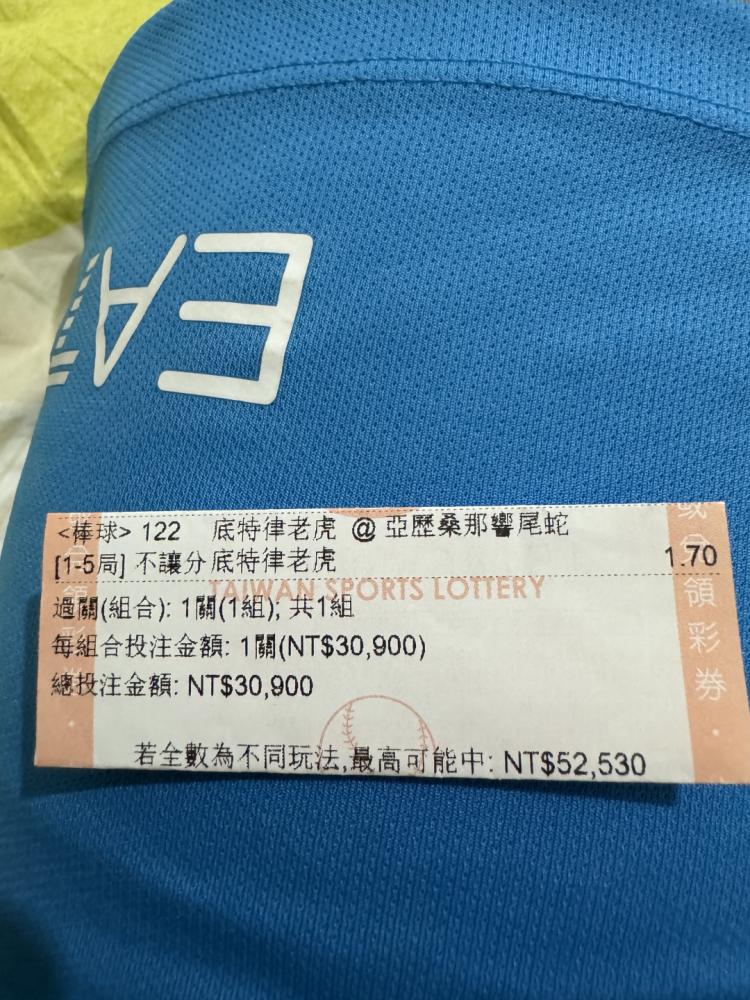 EA7
<棒球> 122 底特律老虎 @ 亞歷桑那響尾蛇
[1-5局] 不讓分 底特律老虎 1.70
TAIWAN SPORTS LOTTERY
過關(組合): 1關(1組); 共1組
每組合投注金額: 1關(NT$30,900)
總投注金額: NT$30,900
若全數為不同玩法,最高可能中: NT$52,530
領彩券